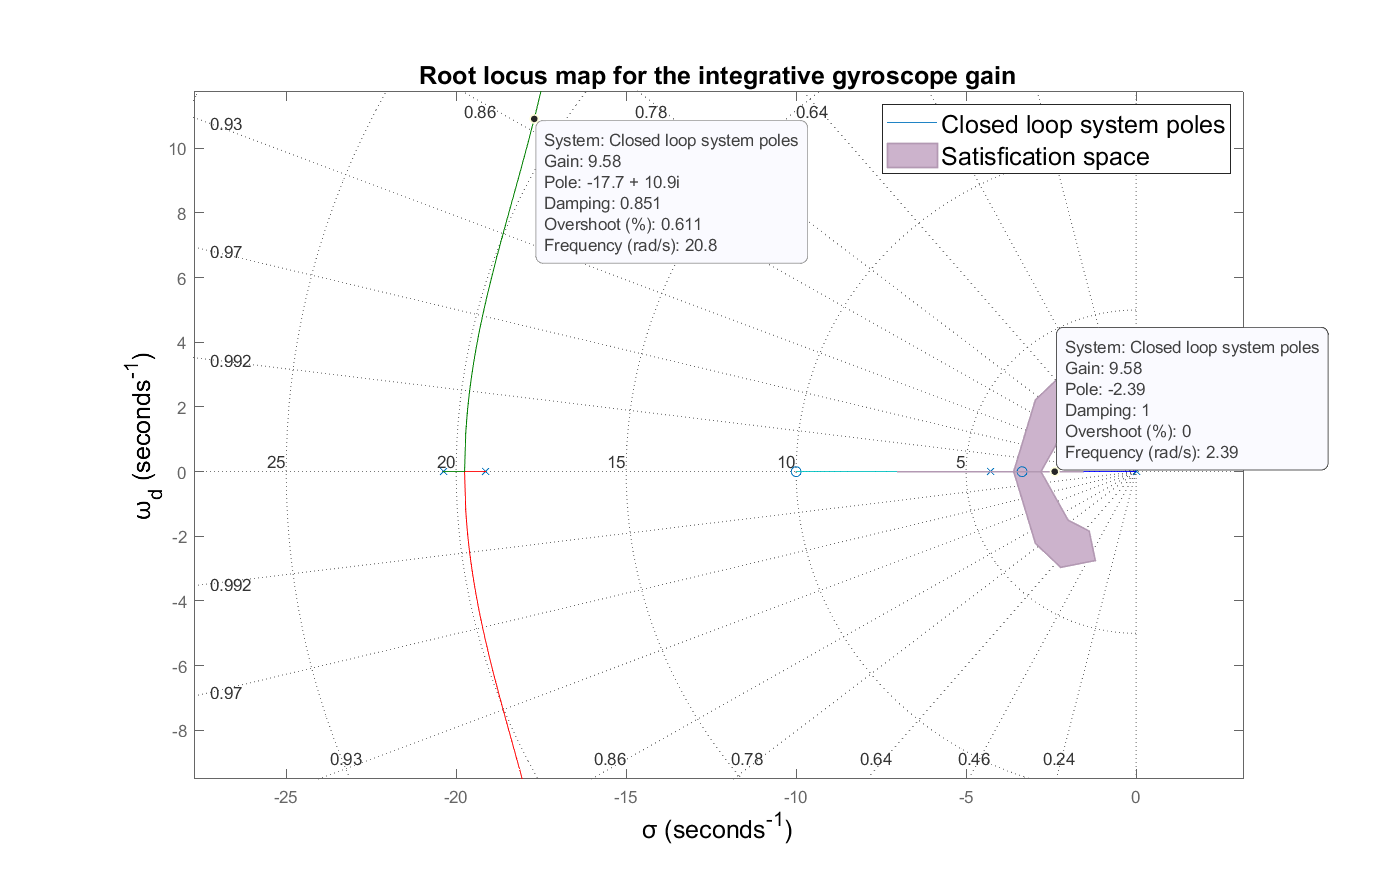 Root locus map for the integrative gyroscope gain
0.86
0.78
0.64
0.93
0.97
0.992
0.992
0.97
0.93
0.86
0.78
0.64
0.46
0.24
25
20
15
10
5
Closed loop system poles
Satisfication space
System: Closed loop system poles
Gain: 9.58
Pole: -17.7 + 10.9i
Damping: 0.851
Overshoot (%): 0.611
Frequency (rad/s): 20.8
System: Closed loop system poles
Gain: 9.58
Pole: -2.39
Damping: 1
Overshoot (%): 0
Frequency (rad/s): 2.39
10
8
6
4
2
0
-2
-4
-6
-8
ω_d (seconds^-1)
-25
-20
-15
-10
-5
0
σ (seconds^-1)